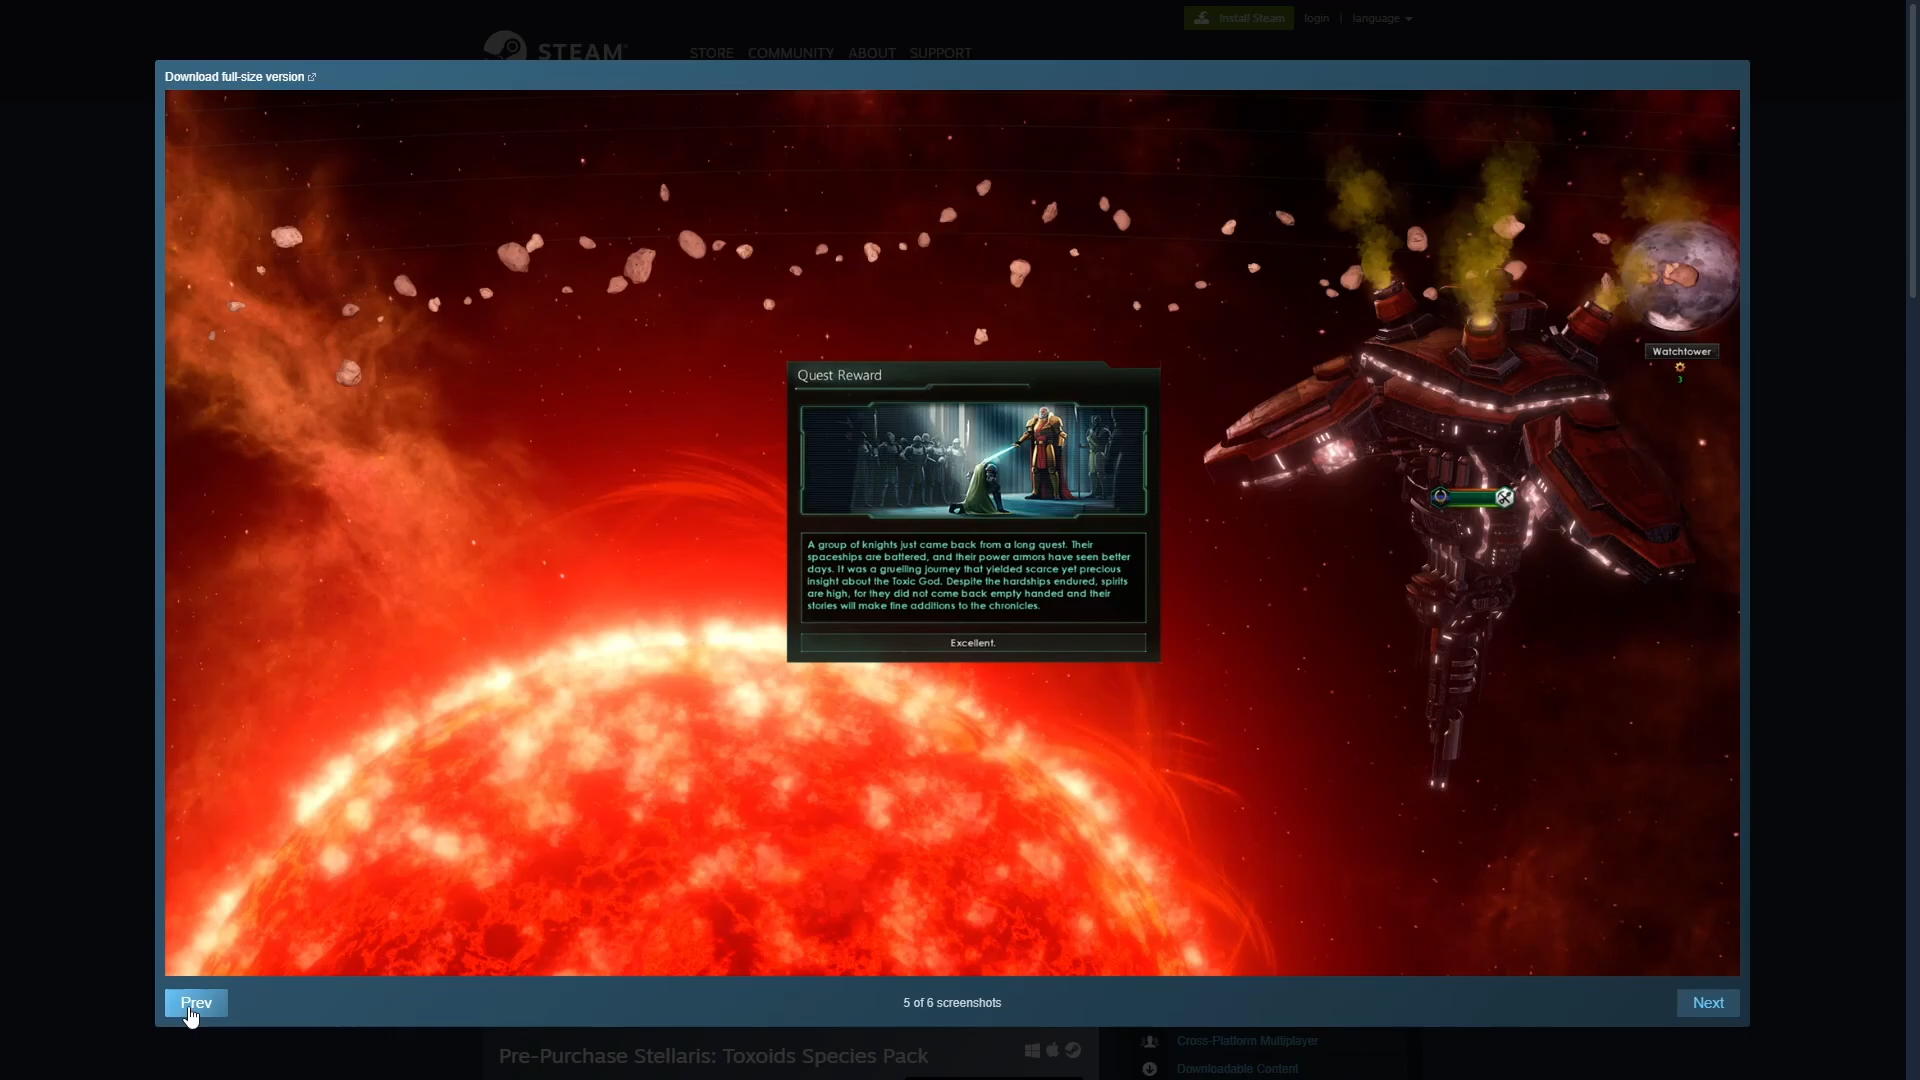 Install Steam login | language
STEAM
STORE COMMUNITY ABOUT SUPPORT
Download full-size version
Watchtower
3
Quest Reward
A group of knights just came back from a long quest. Their
spaceships are battered, and their power armors have seen better
days. It was a gruelling journey that yielded scarce yet precious
insight about the Toxic God. Despite the hardships endured, spirits
are high, for they did not come back empty handed and their
stories will make fine additions to the chronicles.
Excellent.
Prev
5 of 6 screenshots
Next
Pre-Purchase Stellaris: Toxoids Species Pack
Cross-Platform Multiplayer
Downloadable Content